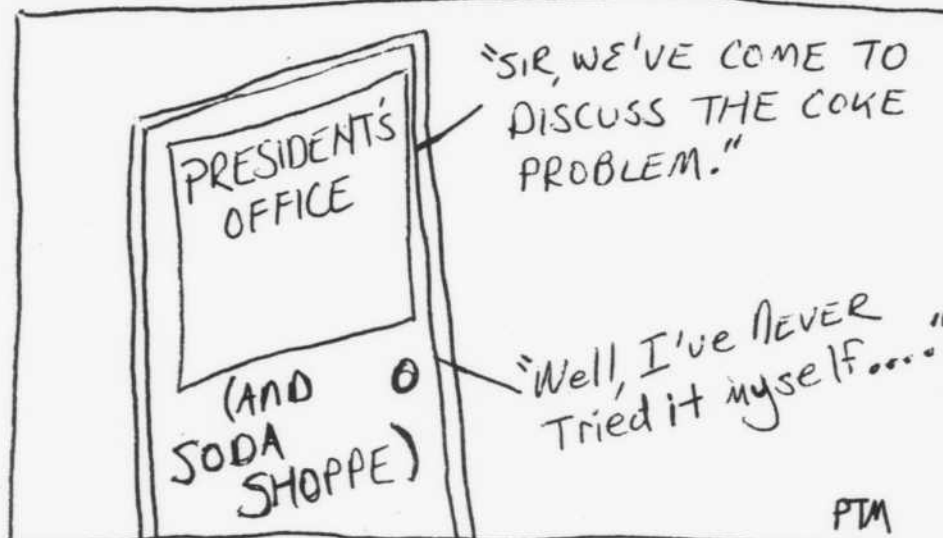 PRESIDENT'S
OFFICE
(AND
SODA
SHOPPE)
"SIR, WE'VE COME TO
DISCUSS THE COKE
PROBLEM."
"Well, I've NEVER
Tried it myself...."
PTM